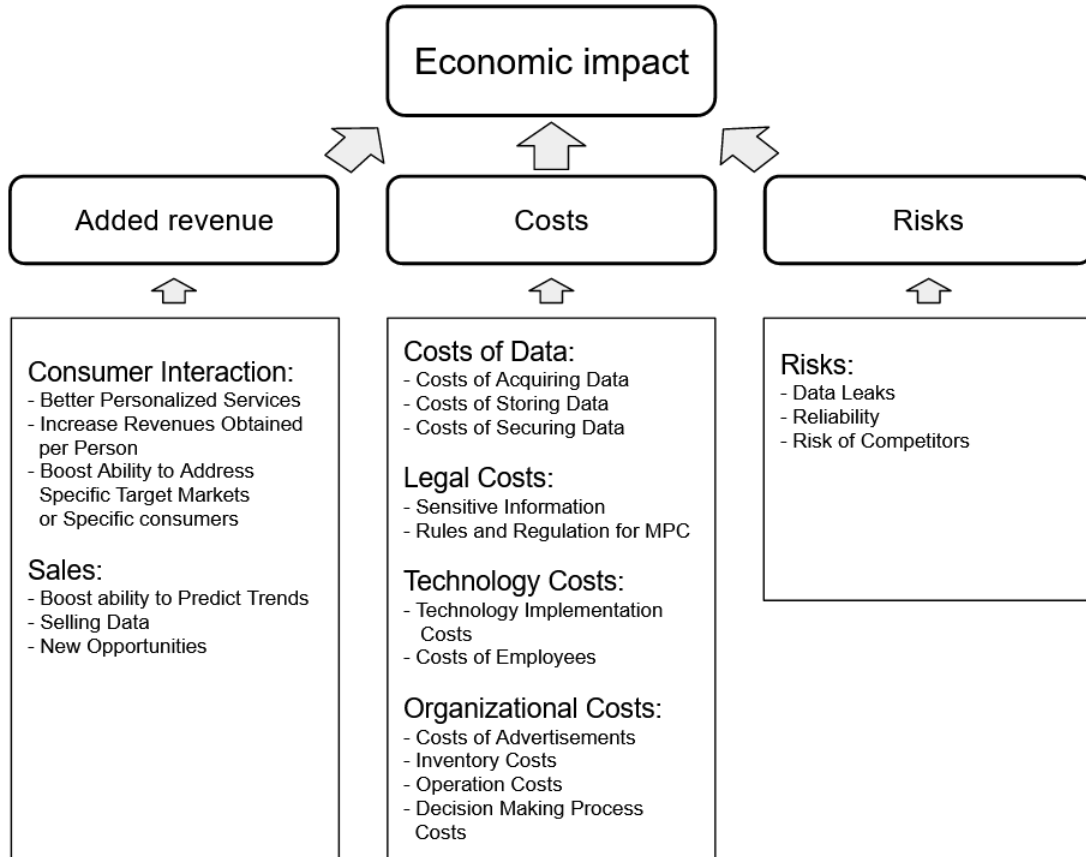 Economic impact
Added revenue
Costs
Risks
Consumer Interaction:
- Better Personalized Services
- Increase Revenues Obtained
per Person
- Boost Ability to Address
Specific Target Markets
or Specific consumers
Sales:
- Boost ability to Predict Trends
- Selling Data
- New Opportunities
Costs of Data:
- Costs of Acquiring Data
- Costs of Storing Data
- Costs of Securing Data
Legal Costs:
- Sensitive Information
- Rules and Regulation for MPC
Technology Costs:
- Technology Implementation
Costs
- Costs of Employees
Organizational Costs:
- Costs of Advertisements
- Inventory Costs
- Operation Costs
- Decision Making Process
Costs
Risks:
- Data Leaks
- Reliability
- Risk of Competitors